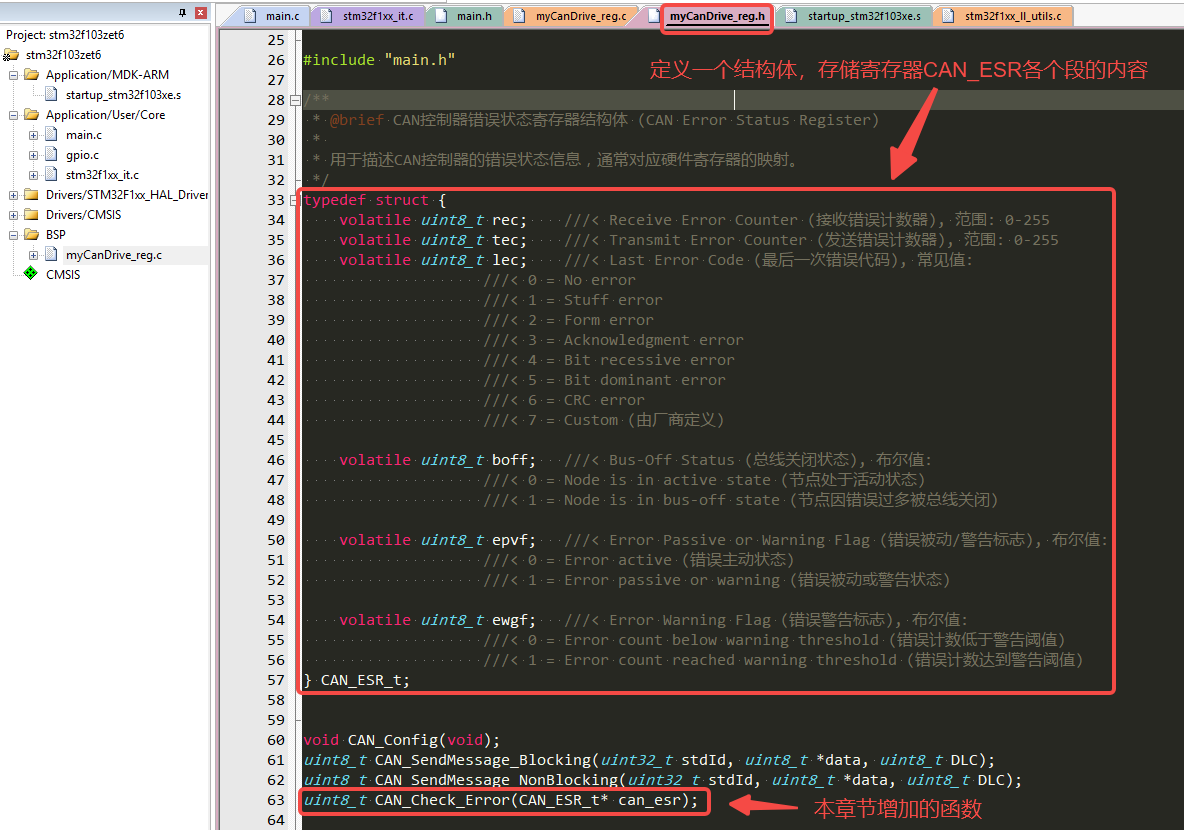 main.c
stm32f1xx_it.c
main.h
myCanDrive_reg.c
myCanDrive_reg.h
startup_stm32f103xe.s
stm32f1xx_ll_utils.c
Project: stm32f103zet6
stm32f103zet6
Application/MDK-ARM
startup_stm32f103xe.s
Application/User/Core
main.c
gpio.c
stm32f1xx_it.c
Drivers/STM32F1xx_HAL_Driver
Drivers/CMSIS
BSP
myCanDrive_reg.c
CMSIS
定义一个结构体，存储寄存器CAN_ESR各个段的内容
25
26 #include "main.h"
27
28 /**
29 * @brief CAN控制器错误状态寄存器结构体 (CAN Error Status Register)
30 *
31 * 用于描述CAN控制器的错误状态信息，通常对应硬件寄存器的映射。
32 */
33 typedef struct {
34 volatile uint8_t rec; ///< Receive Error Counter (接收错误计数器), 范围: 0-255
35 volatile uint8_t tec; ///< Transmit Error Counter (发送错误计数器), 范围: 0-255
36 volatile uint8_t lec; ///< Last Error Code (最后一次错误代码), 常见值:
37 ///< 0 = No error
38 ///< 1 = Stuff error
39 ///< 2 = Form error
40 ///< 3 = Acknowledgment error
41 ///< 4 = Bit recessive error
42 ///< 5 = Bit dominant error
43 ///< 6 = CRC error
44 ///< 7 = Custom (由厂商定义)
45
46 volatile uint8_t boff; ///< Bus-Off Status (总线关闭状态), 布尔值:
47 ///< 0 = Node is in active state (节点处于活动状态)
48 ///< 1 = Node is in bus-off state (节点因错误过多被总线关闭)
49
50 volatile uint8_t epvf; ///< Error Passive or Warning Flag (错误被动/警告标志), 布尔值:
51 ///< 0 = Error active (错误主动状态)
52 ///< 1 = Error passive or warning (错误被动或警告状态)
53
54 volatile uint8_t ewgf; ///< Error Warning Flag (错误警告标志), 布尔值:
55 ///< 0 = Error count below warning threshold (错误计数低于警告阈值)
56 ///< 1 = Error count reached warning threshold (错误计数达到警告阈值)
57 } CAN_ESR_t;
58
59
60 void CAN_Config(void);
61 uint8_t CAN_SendMessage_Blocking(uint32_t stdId, uint8_t *data, uint8_t DLC);
62 uint8_t CAN_SendMessage_NonBlocking(uint32_t stdId, uint8_t *data, uint8_t DLC);
63 uint8_t CAN_Check_Error(CAN_ESR_t* can_esr);
64
本章节增加的函数